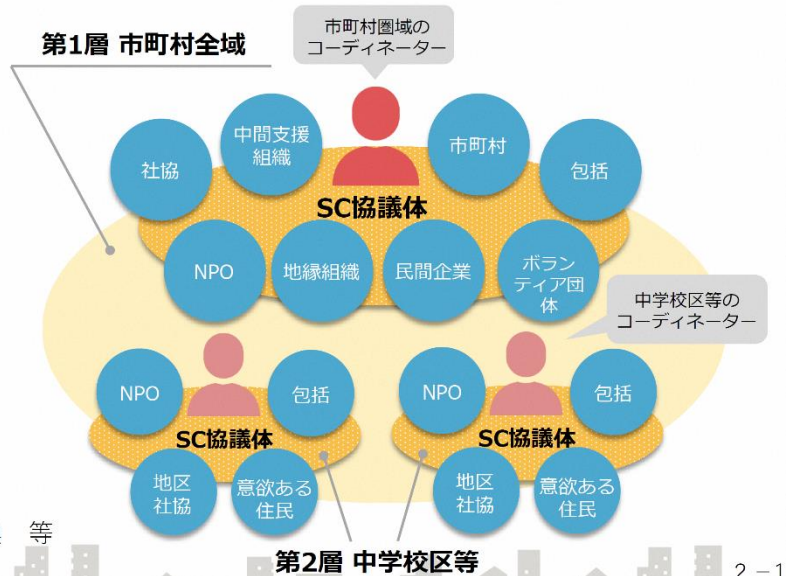 市町村圏域の
コーディネーター
第1層 市町村全域
社協
中間支援
組織
市町村
包括
SC協議体
NPO
地縁組織
民間企業
ボラン
ティア団
体
中学校区等の
コーディネーター
NPO
包括
SC協議体
地区
社協
意欲ある
住民
NPO
包括
SC協議体
地区
社協
意欲ある
住民
等
第2層 中学校区等
2-1